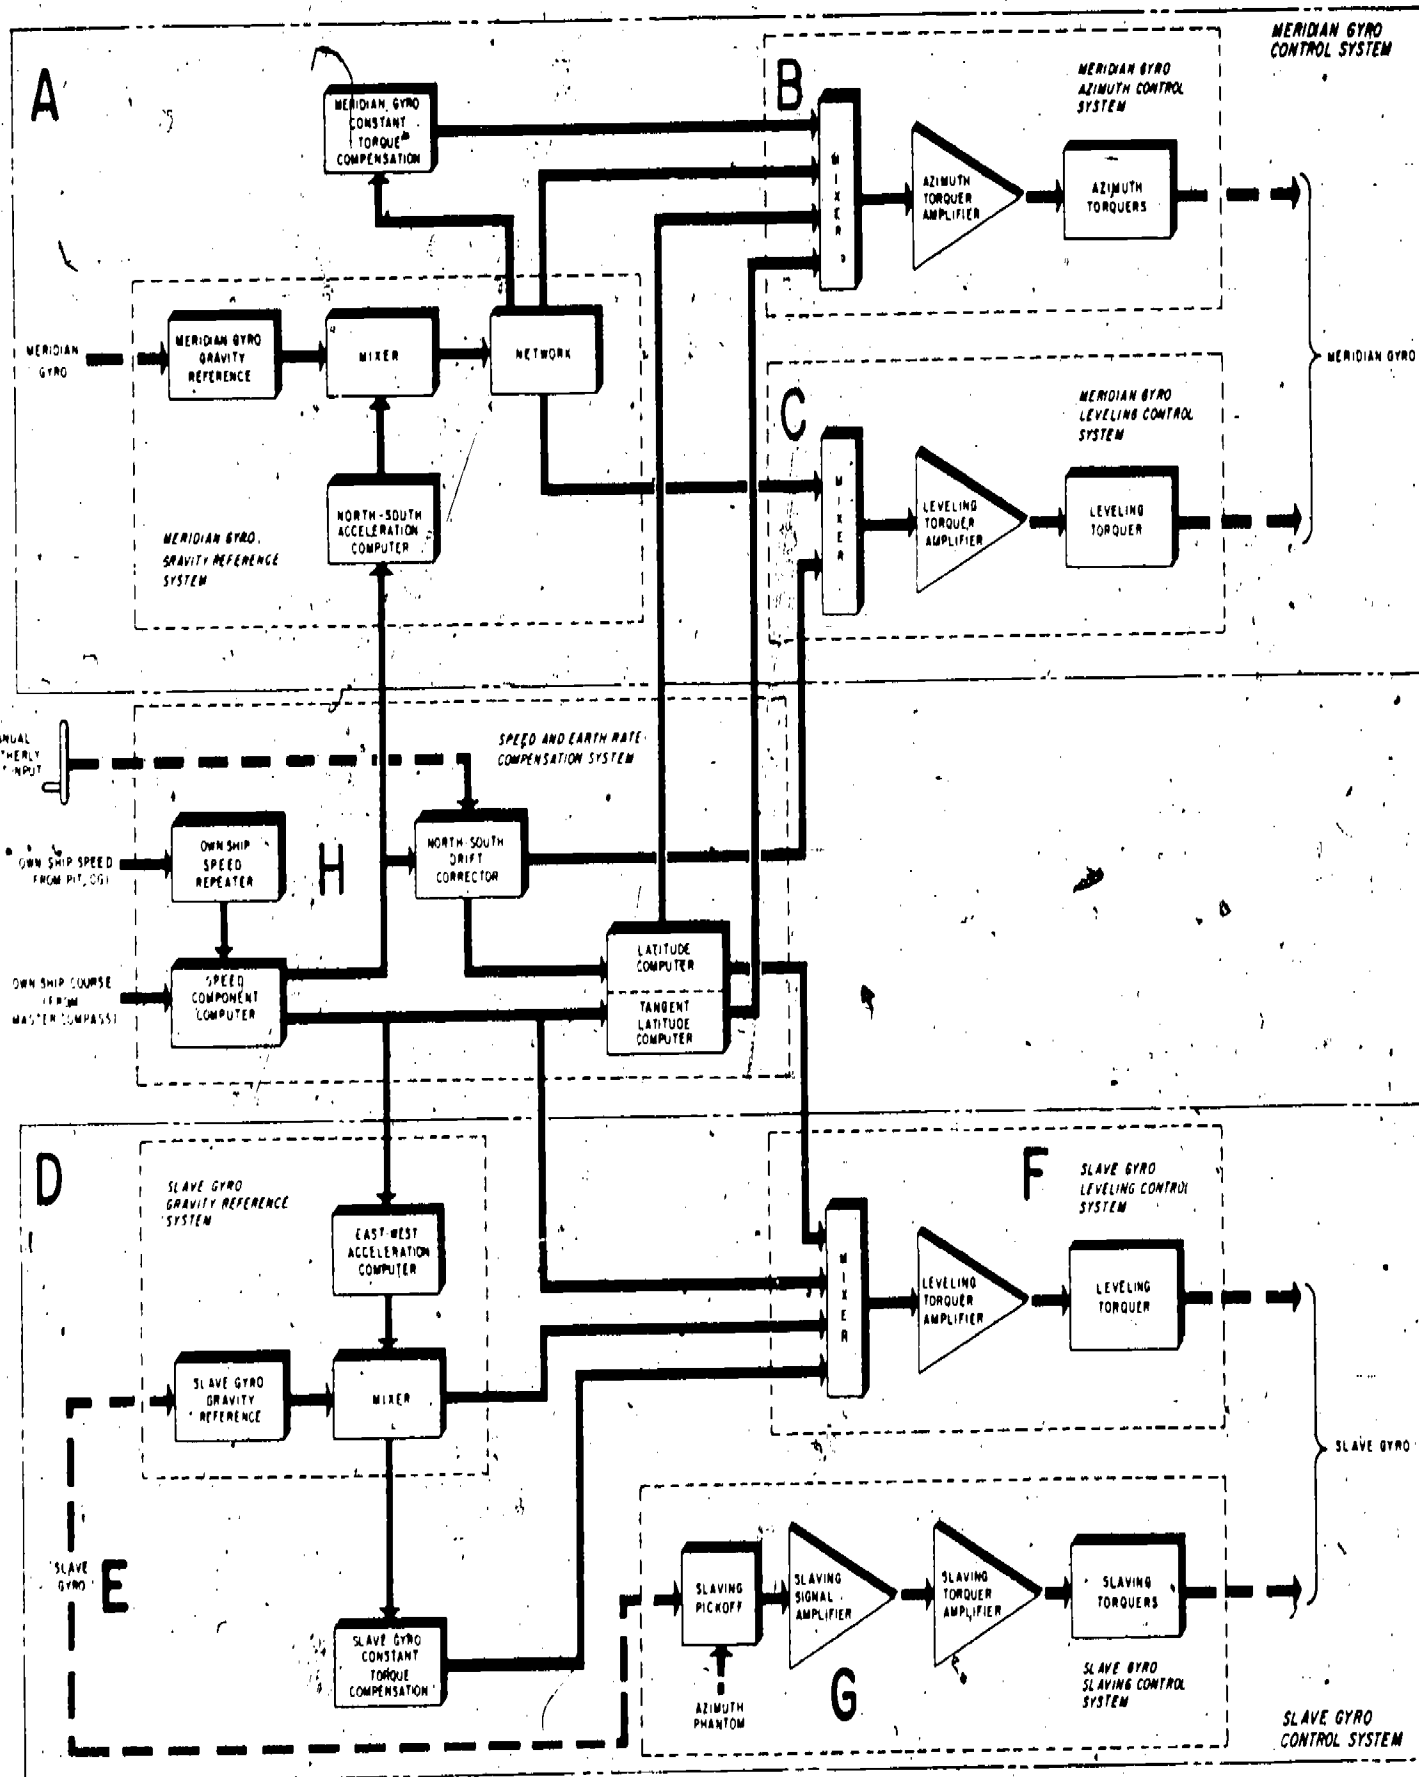 MERIDIAN GYRO
CONTROL SYSTEM
A
MERIDIAN GYRO
CONSTANT
TORQUE
COMPENSATION
B
MIXER
MERIDIAN GYRO
AZIMUTH CONTROL
SYSTEM
AZIMUTH
TORQUER
AMPLIFIER
AZIMUTH
TORQUERS
MERIDIAN
GYRO
MERIDIAN GYRO
GRAVITY
REFERENCE
MIXER
NETWORK
MERIDIAN GYRO
NORTH-SOUTH
ACCELERATION
COMPUTER
MERIDIAN GYRO
GRAVITY REFERENCE
SYSTEM
C
MIXER
MERIDIAN GYRO
LEVELING CONTROL
SYSTEM
LEVELING
TORQUER
AMPLIFIER
LEVELING
TORQUER
INPUT
SPEED AND EARTH RATE
COMPENSATION SYSTEM
OWN SHIP SPEED
OWN SHIP
SPEED
REPEATER
H
NORTH-SOUTH
DRIFT
CORRECTOR
OWN SHIP COURSE
(FROM
MASTER COMPASS)
SPEED
COMPONENT
COMPUTER
LATITUDE
COMPUTER
TANGENT
LATITUDE
COMPUTER
D
SLAVE GYRO
GRAVITY REFERENCE
SYSTEM
EAST-WEST
ACCELERATION
COMPUTER
SLAVE GYRO
GRAVITY
REFERENCE
MIXER
F
SLAVE GYRO
LEVELING CONTROL
SYSTEM
MIXER
LEVELING
TORQUER
AMPLIFIER
LEVELING
TORQUER
SLAVE GYRO
SLAVE
GYRO
E
SLAVE GYRO
CONSTANT
TORQUE
COMPENSATION
SLAVING
PICKOFF
AZIMUTH
PHANTOM
SLAVING
SIGNAL
AMPLIFIER
G
SLAVING
TORQUER
AMPLIFIER
SLAVING
TORQUERS
SLAVE GYRO
SLAVING CONTROL
SYSTEM
SLAVE GYRO
CONTROL SYSTEM